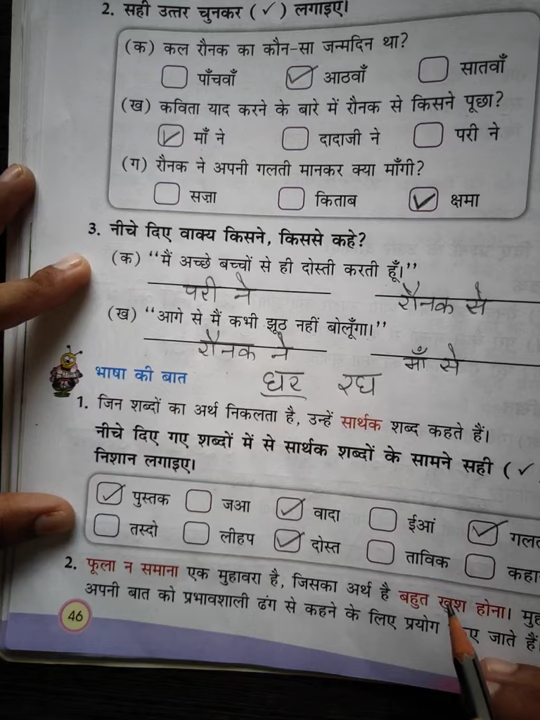 2. सही उत्तर चुनकर (✓) लगाइए।
(क) कल रौनक का कौन-सा जन्मदिन था?
पाँचवाँ ✓ आठवाँ सातवाँ
(ख) कविता याद करने के बारे में रौनक से किसने पूछा?
✓ माँ ने दादाजी ने परी ने
(ग) रौनक ने अपनी गलती मानकर क्या माँगी?
सज़ा किताब ✓ क्षमा
3. नीचे दिए वाक्य किसने, किससे कहे?
(क) “मैं अच्छे बच्चों से ही दोस्ती करती हूँ।”
परी ने रौनक से
(ख) “आगे से मैं कभी झूठ नहीं बोलूँगा।”
रौनक ने माँ से
भाषा की बात घर रघ
1. जिन शब्दों का अर्थ निकलता है, उन्हें सार्थक शब्द कहते हैं।
नीचे दिए गए शब्दों में से सार्थक शब्दों के सामने सही (✓
निशान लगाइए।
✓ पुस्तक जआ ✓ वादा ईआं ✓
तस्दो लीहप ✓ दोस्त ताविक
2. फूला न समाना एक मुहावरा है, जिसका अर्थ है बहुत खुश होना।
अपनी बात को प्रभावशाली ढंग से कहने के लिए प्रयोग जाते हैं
46